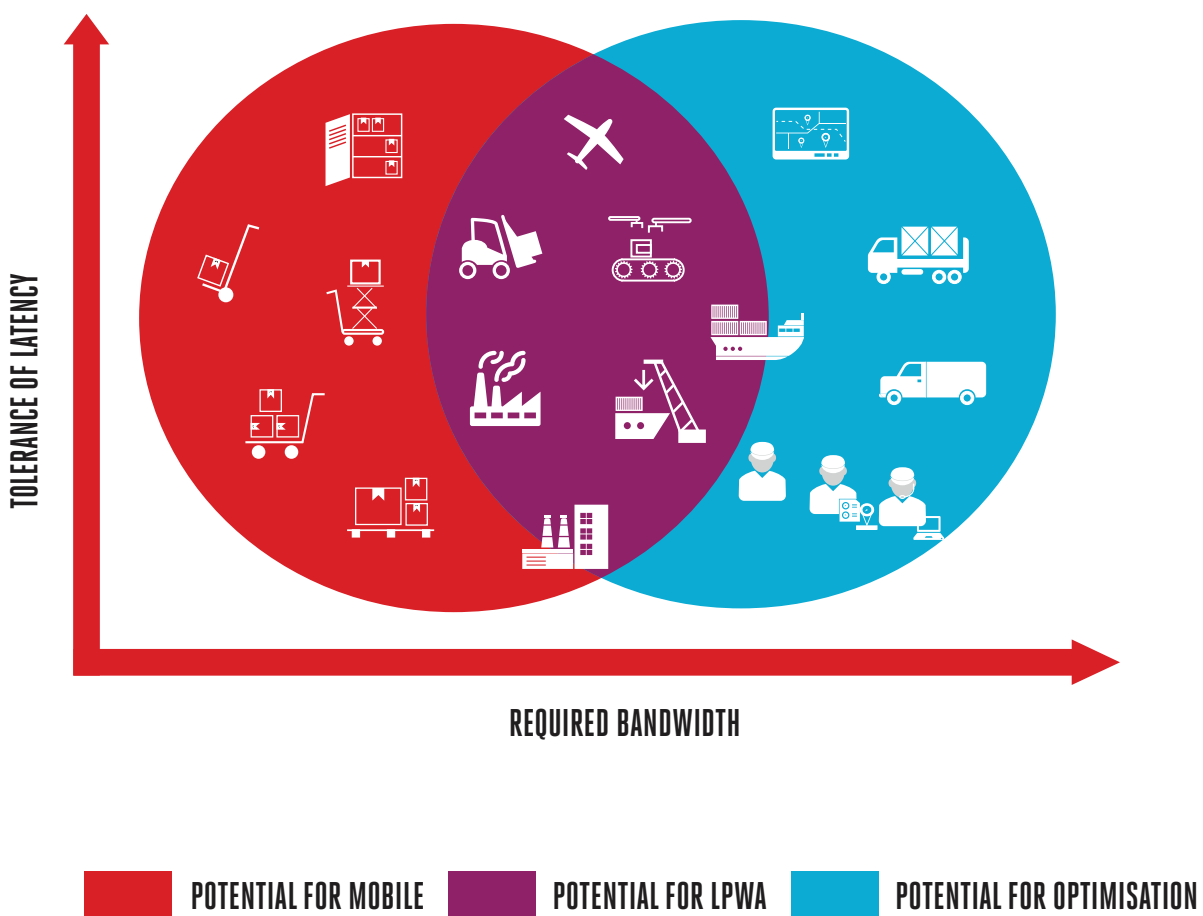 TOLERANCE OF LATENCY
REQUIRED BANDWIDTH
POTENTIAL FOR MOBILE
POTENTIAL FOR LPWA
POTENTIAL FOR OPTIMISATION